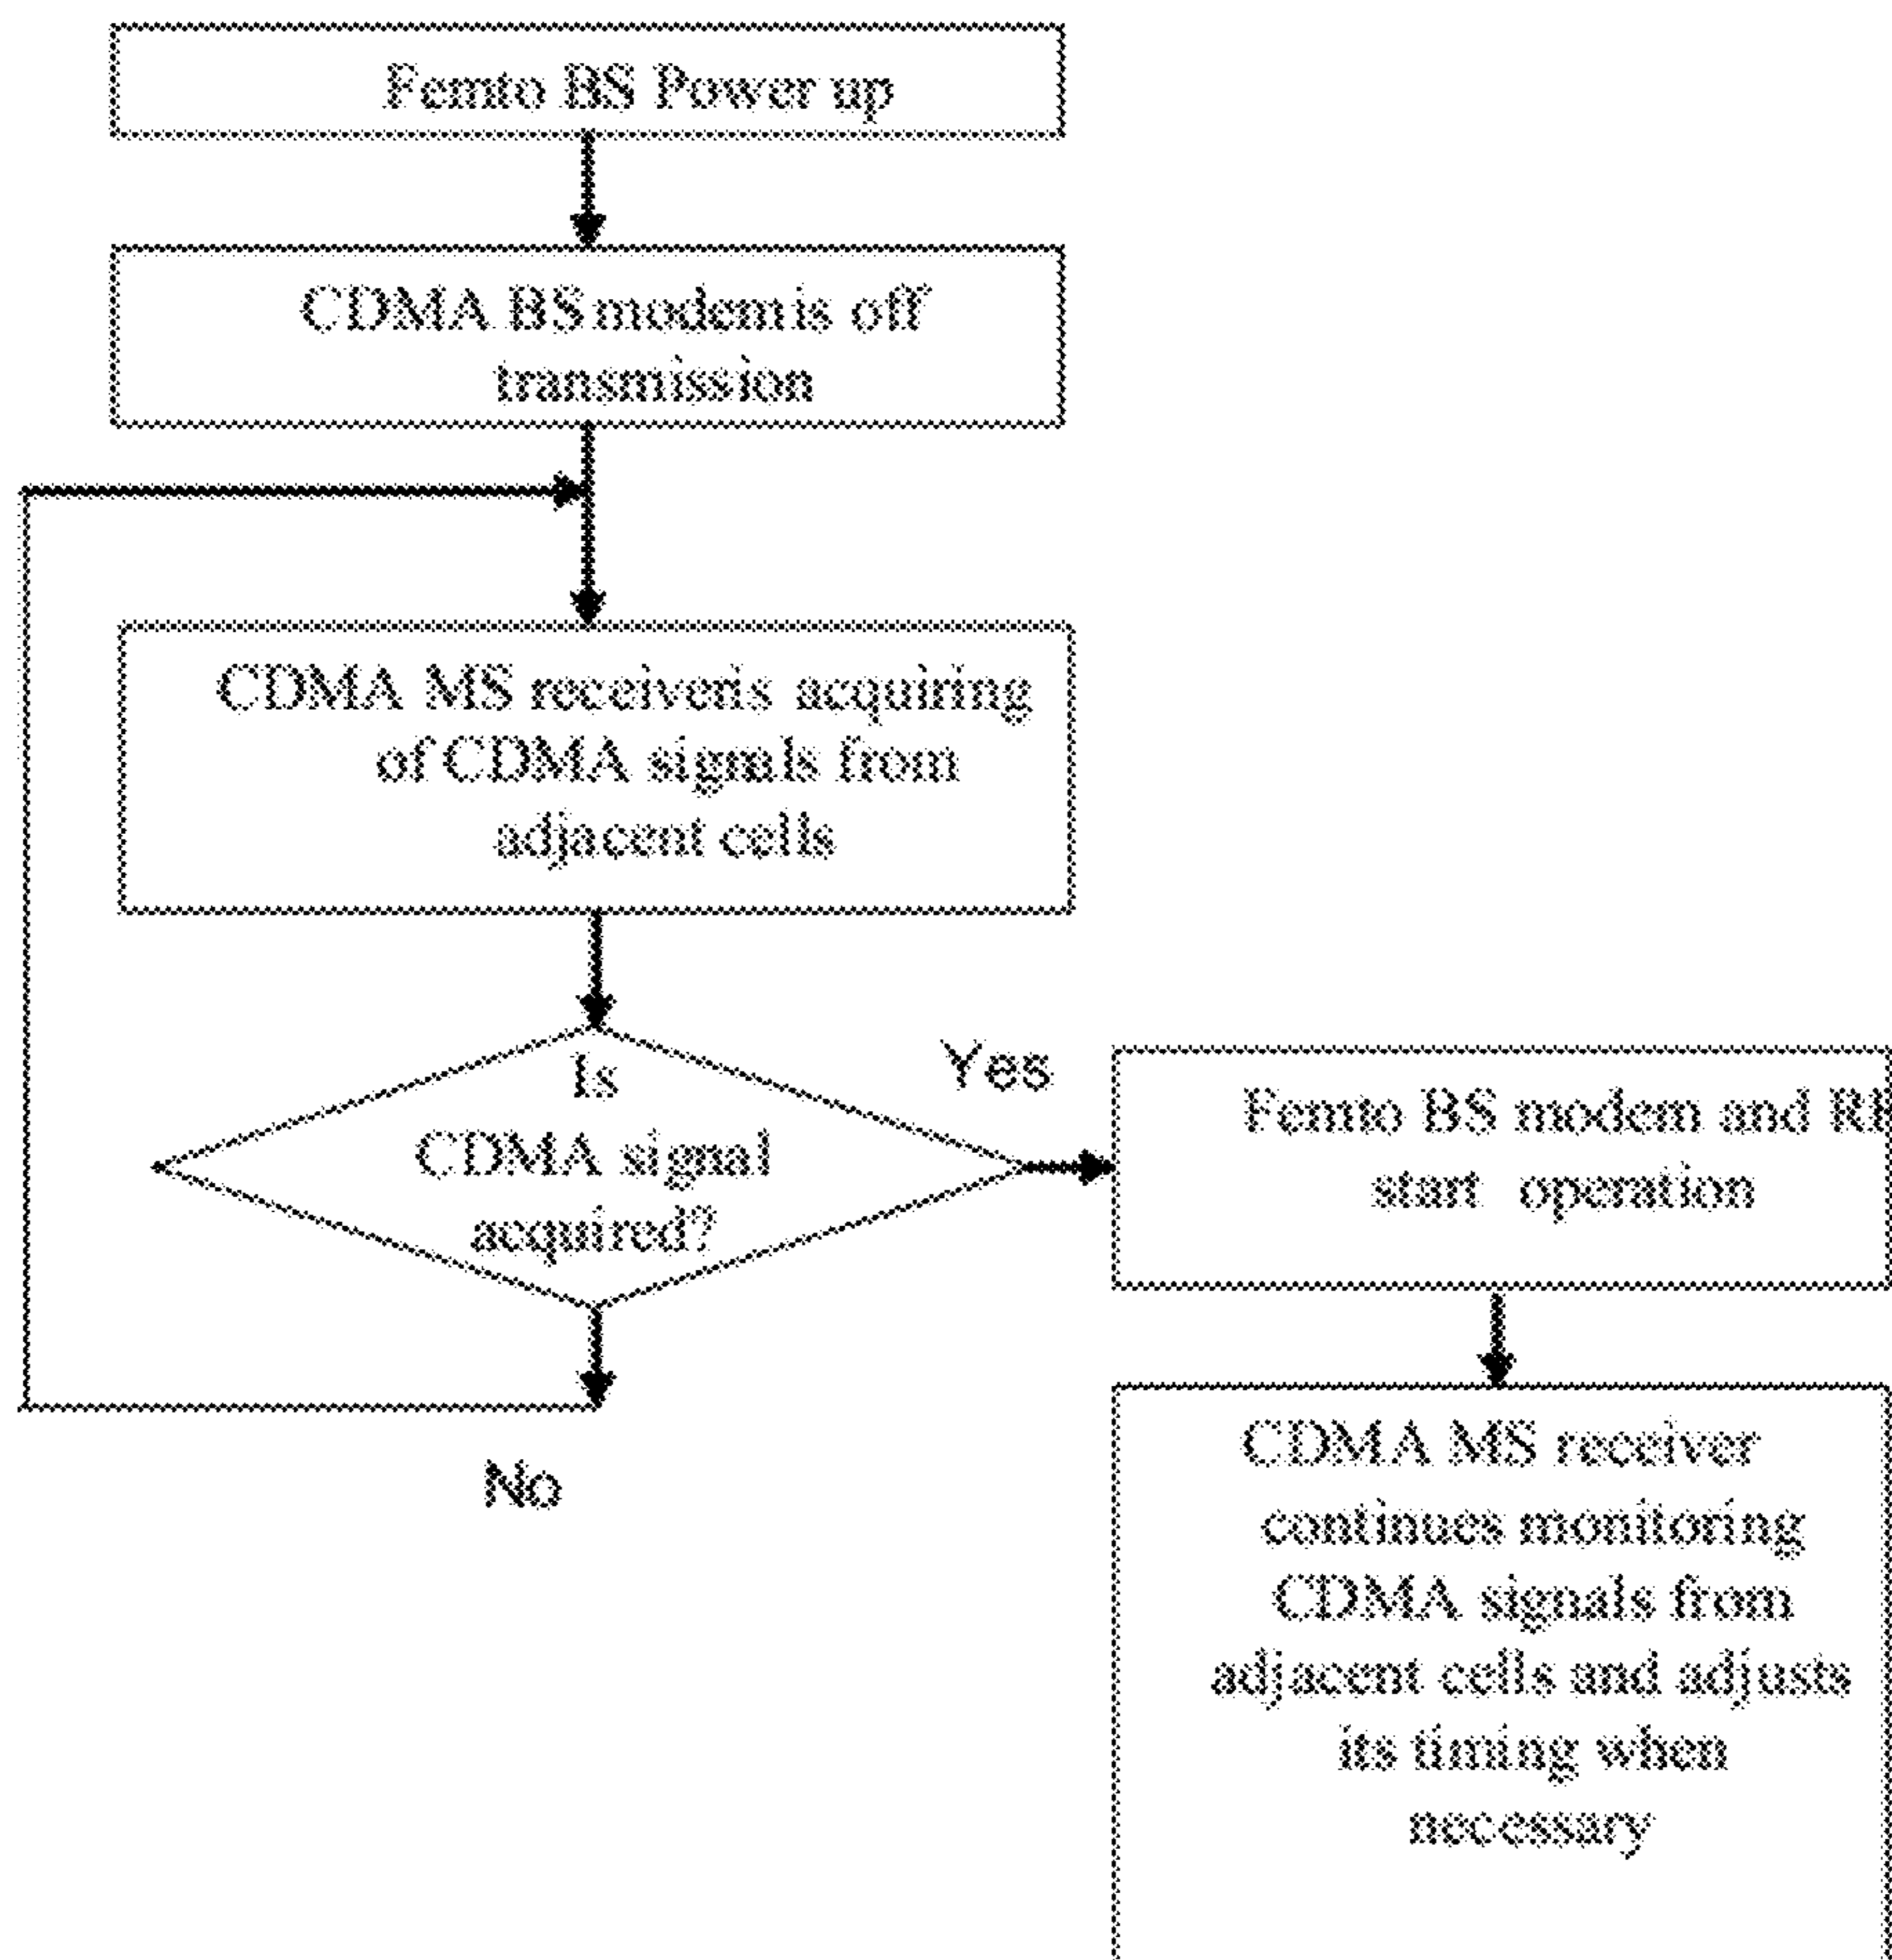 Femto BS Power up
CDMA BS modem is off
transmission
CDMA MS receiver is acquiring
of CDMA signals from
adjacent cells
Is
CDMA signal
acquired?
Yes
No
Femto BS modem and RF
start operation
CDMA MS receiver
continues monitoring
CDMA signals from
adjacent cells and adjusts
its timing when
necessary